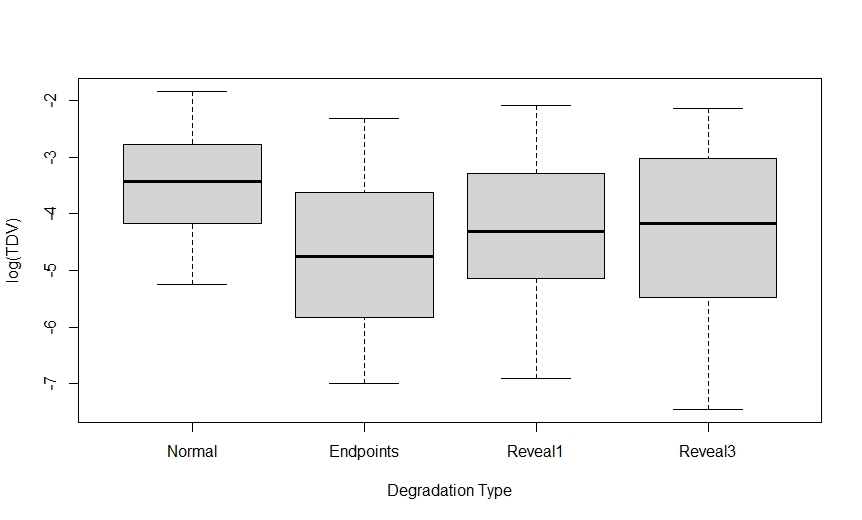 log(TDV)
-2
-3
-4
-5
-6
-7
Normal Endpoints Reveal1 Reveal3
Degradation Type